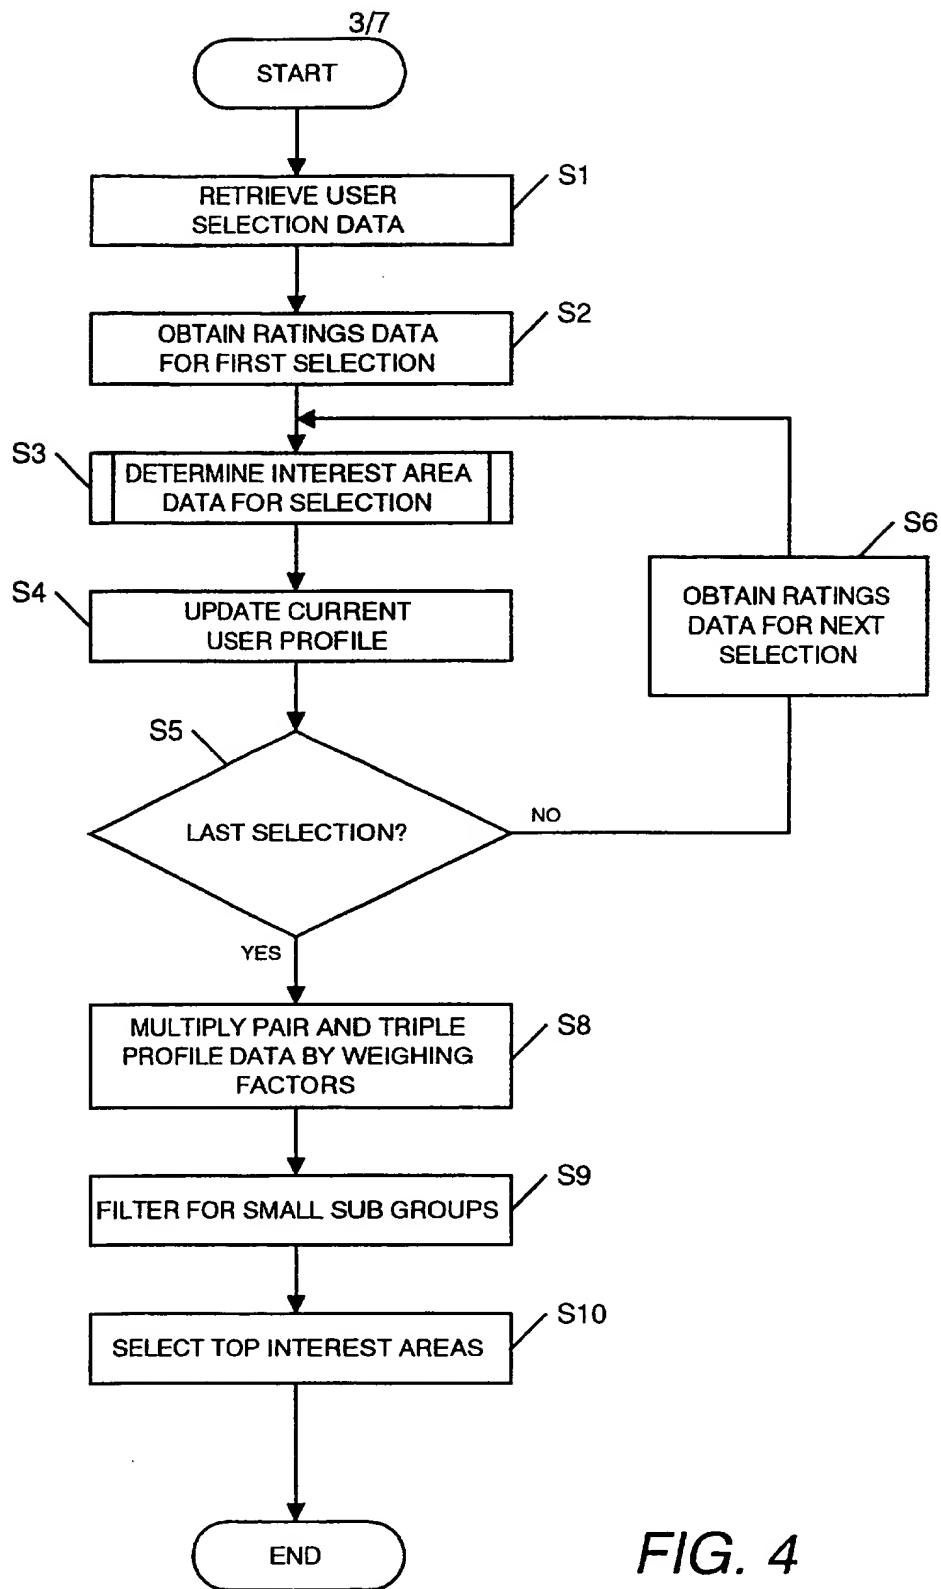 3/7
START
RETRIEVE USER
SELECTION DATA
S1
OBTAIN RATINGS DATA
FOR FIRST SELECTION
S2
S3
DETERMINE INTEREST AREA
DATA FOR SELECTION
S6
OBTAIN RATINGS
DATA FOR NEXT
SELECTION
S4
UPDATE CURRENT
USER PROFILE
S5
LAST SELECTION?
NO
YES
MULTIPLY PAIR AND TRIPLE
PROFILE DATA BY WEIGHING
FACTORS
S8
FILTER FOR SMALL SUB GROUPS
S9
SELECT TOP INTEREST AREAS
S10
END
FIG. 4